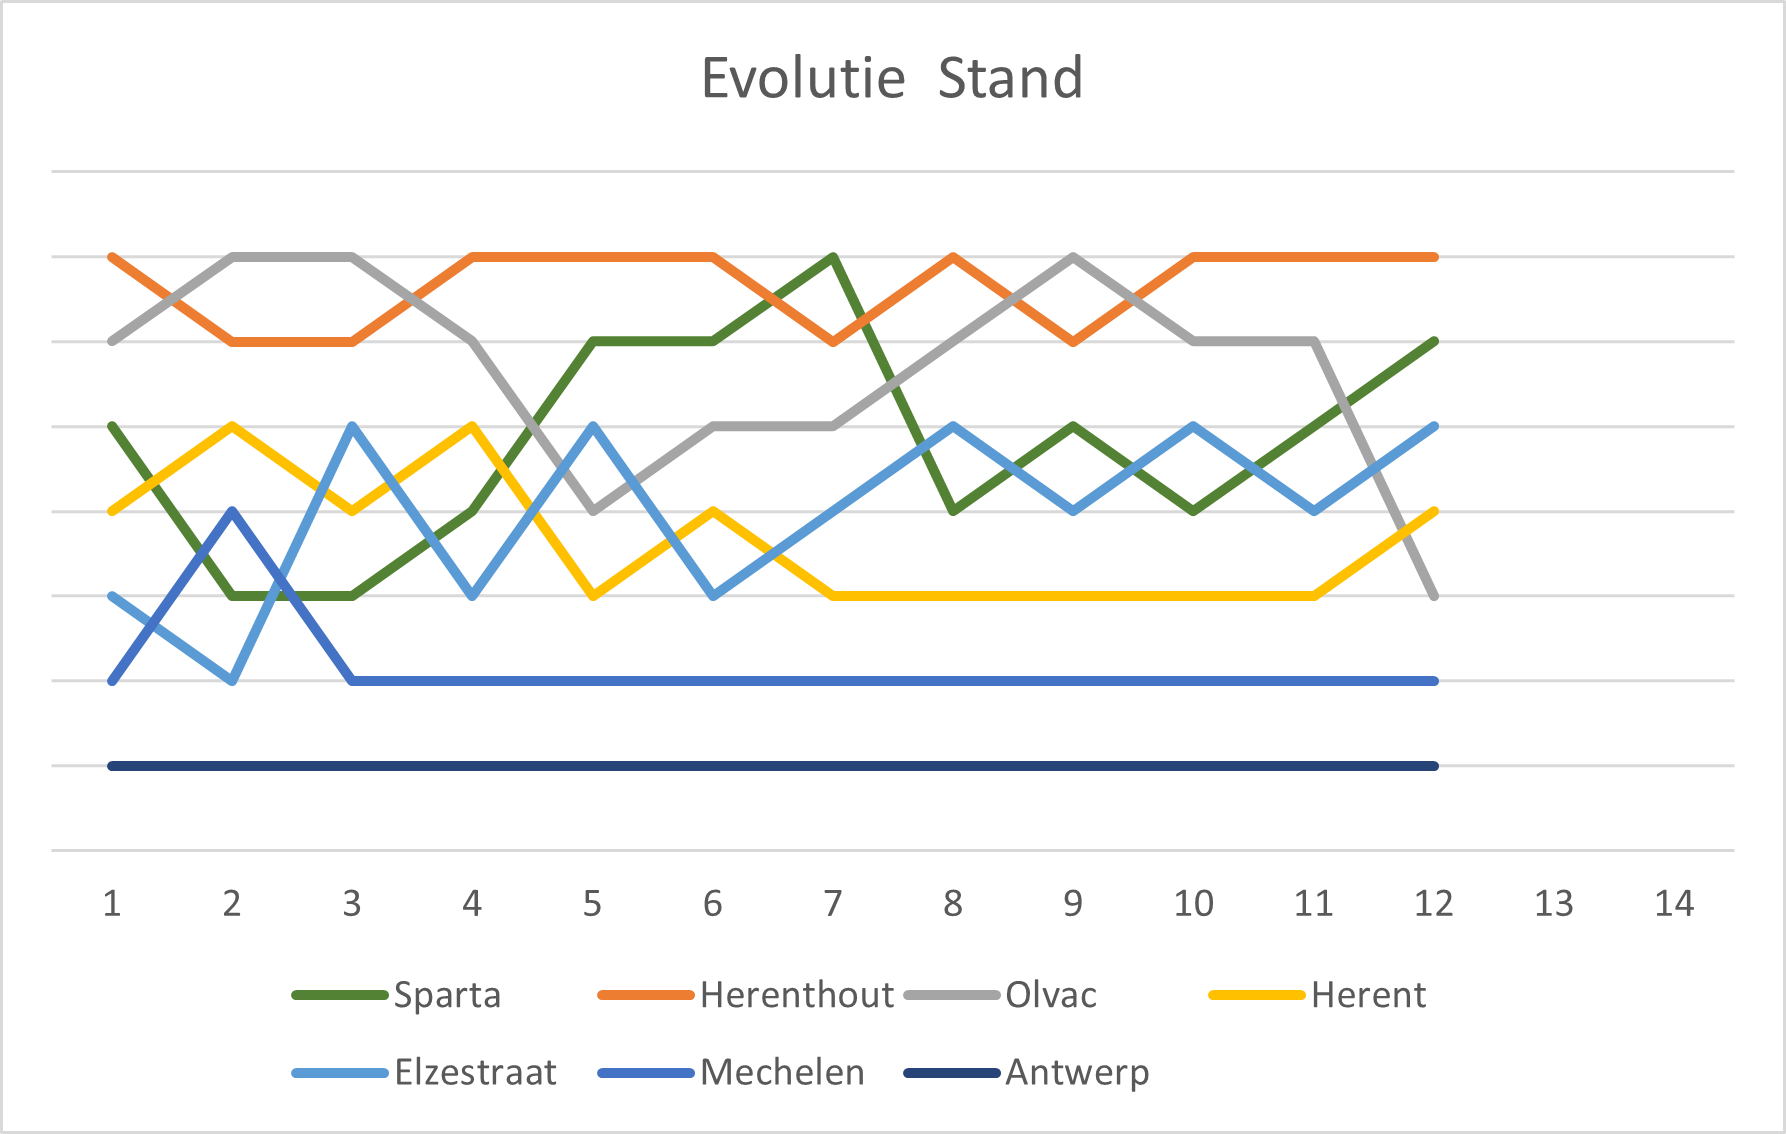 Evolutie  Stand
1 2 3 4 5 6 7 8 9 10 11 12 13 14
Sparta Herenthout Olvac Herent
Elzestraat Mechelen Antwerp